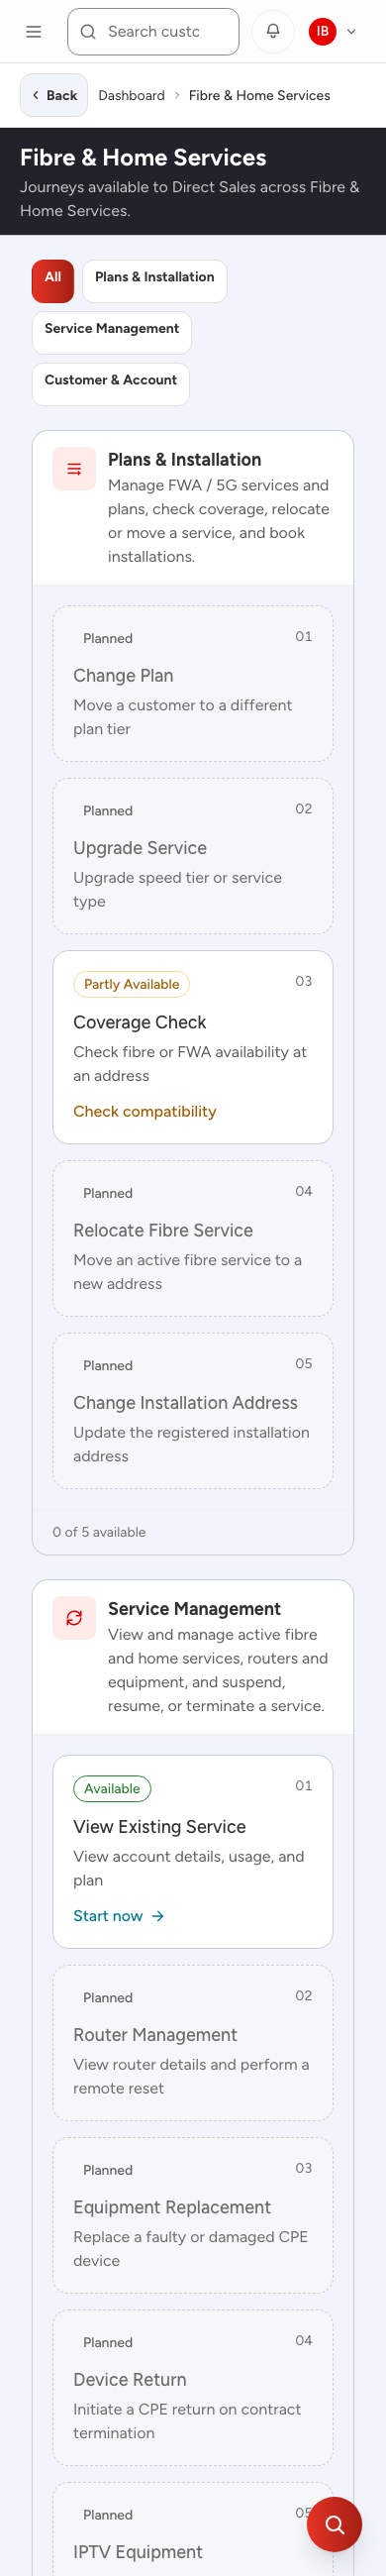 Search custo
IB
Back Dashboard Fibre & Home Services
Fibre & Home Services
Journeys available to Direct Sales across Fibre &
Home Services.
All Plans & Installation
Service Management
Customer & Account
Plans & Installation
Manage FWA / 5G services and
plans, check coverage, relocate
or move a service, and book
installations.
Planned 01
Change Plan
Move a customer to a different
plan tier
Planned 02
Upgrade Service
Upgrade speed tier or service
type
Partly Available 03
Coverage Check
Check fibre or FWA availability at
an address
Check compatibility
Planned 04
Relocate Fibre Service
Move an active fibre service to a
new address
Planned 05
Change Installation Address
Update the registered installation
address
0 of 5 available
Service Management
View and manage active fibre
and home services, routers and
equipment, and suspend,
resume, or terminate a service.
Available 01
View Existing Service
View account details, usage, and
plan
Start now
Planned 02
Router Management
View router details and perform a
remote reset
Planned 03
Equipment Replacement
Replace a faulty or damaged CPE
device
Planned 04
Device Return
Initiate a CPE return on contract
termination
Planned 05
IPTV Equipment